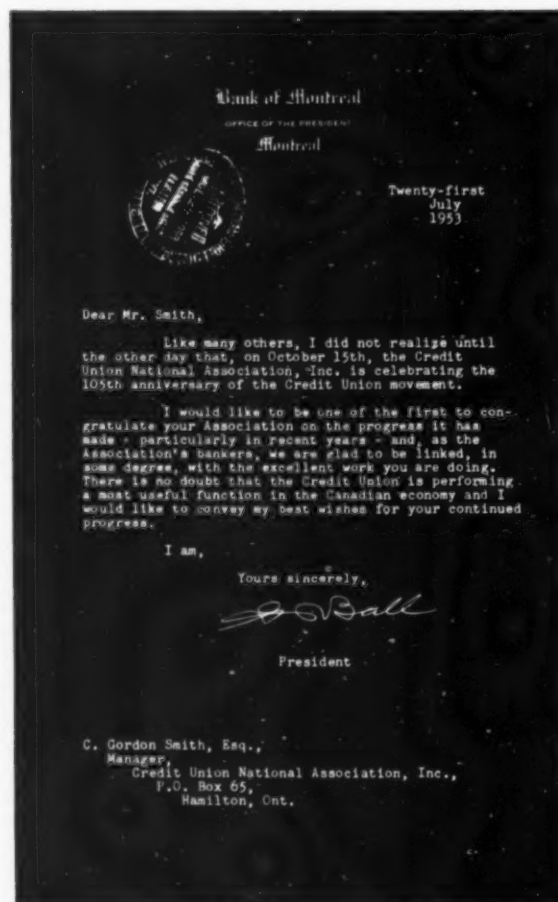 Bank of Montreal
OFFICE OF THE PRESIDENT
Montreal
Twenty-first
July
1953
Dear Mr. Smith,
Like many others, I did not realize until
the other day that, on October 15th, the Credit
Union National Association, Inc. is celebrating the
105th anniversary of the Credit Union movement.
I would like to be one of the first to con-
gratulate your Association on the progress it has
made - particularly in recent years - and, as the
Association's bankers, we are glad to be linked, in
some degree, with the excellent work you are doing.
There is no doubt that the Credit Union is performing
a most useful function in the Canadian economy and I
would like to convey my best wishes for your continued
progress.
I am,
Yours sincerely,
Ball
President
C. Gordon Smith, Esq.,
Manager,
Credit Union National Association, Inc.,
P.O. Box 65,
Hamilton, Ont.